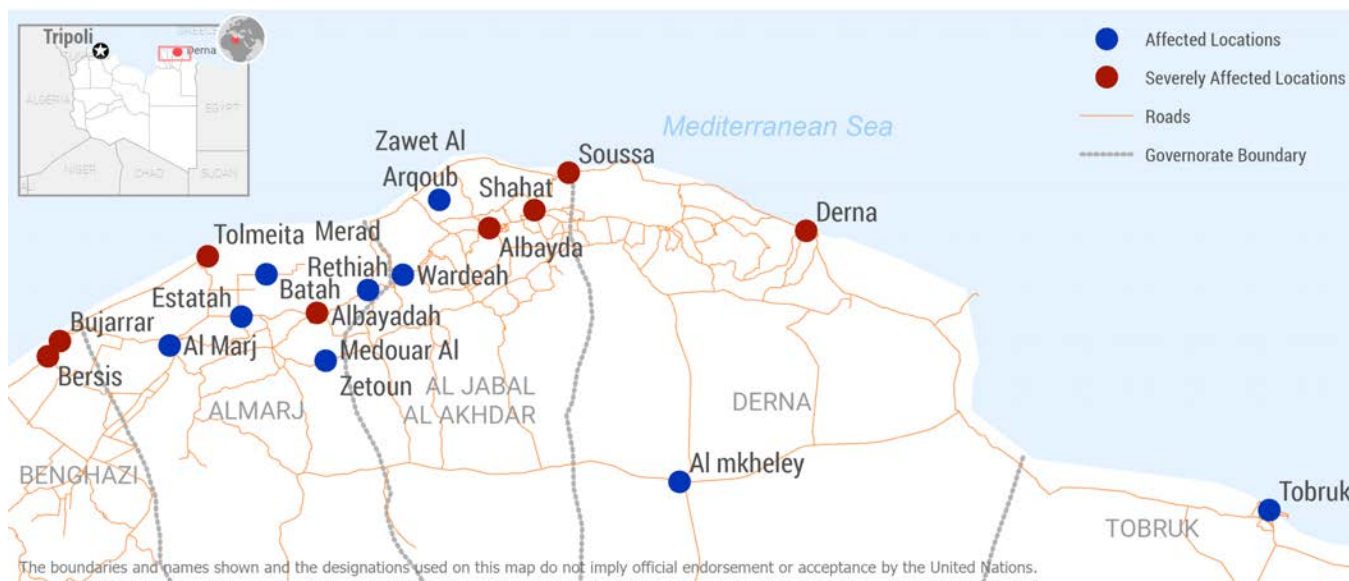 Tripoli
Derna
ALGERIA
EGYPT
NIGER
CHAD
SUDAN
Affected Locations
Severely Affected Locations
Roads
Governorate Boundary
Mediterranean Sea
Zawet Al
Arqoub
Soussa
Shahat
Derna
Tolmeita
Merad
Albayda
Rethiah
Wardeah
Batah
Estatah
Albayadah
Bujarrar
Al Marj
Medouar Al
Zetoun
Bersis
AL JABAL
AL AKHDAR
ALMARJ
DERNA
BENGHAZI
Al mkheley
Tobruk
TOBRUK
The boundaries and names shown and the designations used on this map do not imply official endorsement or acceptance by the United Nations.